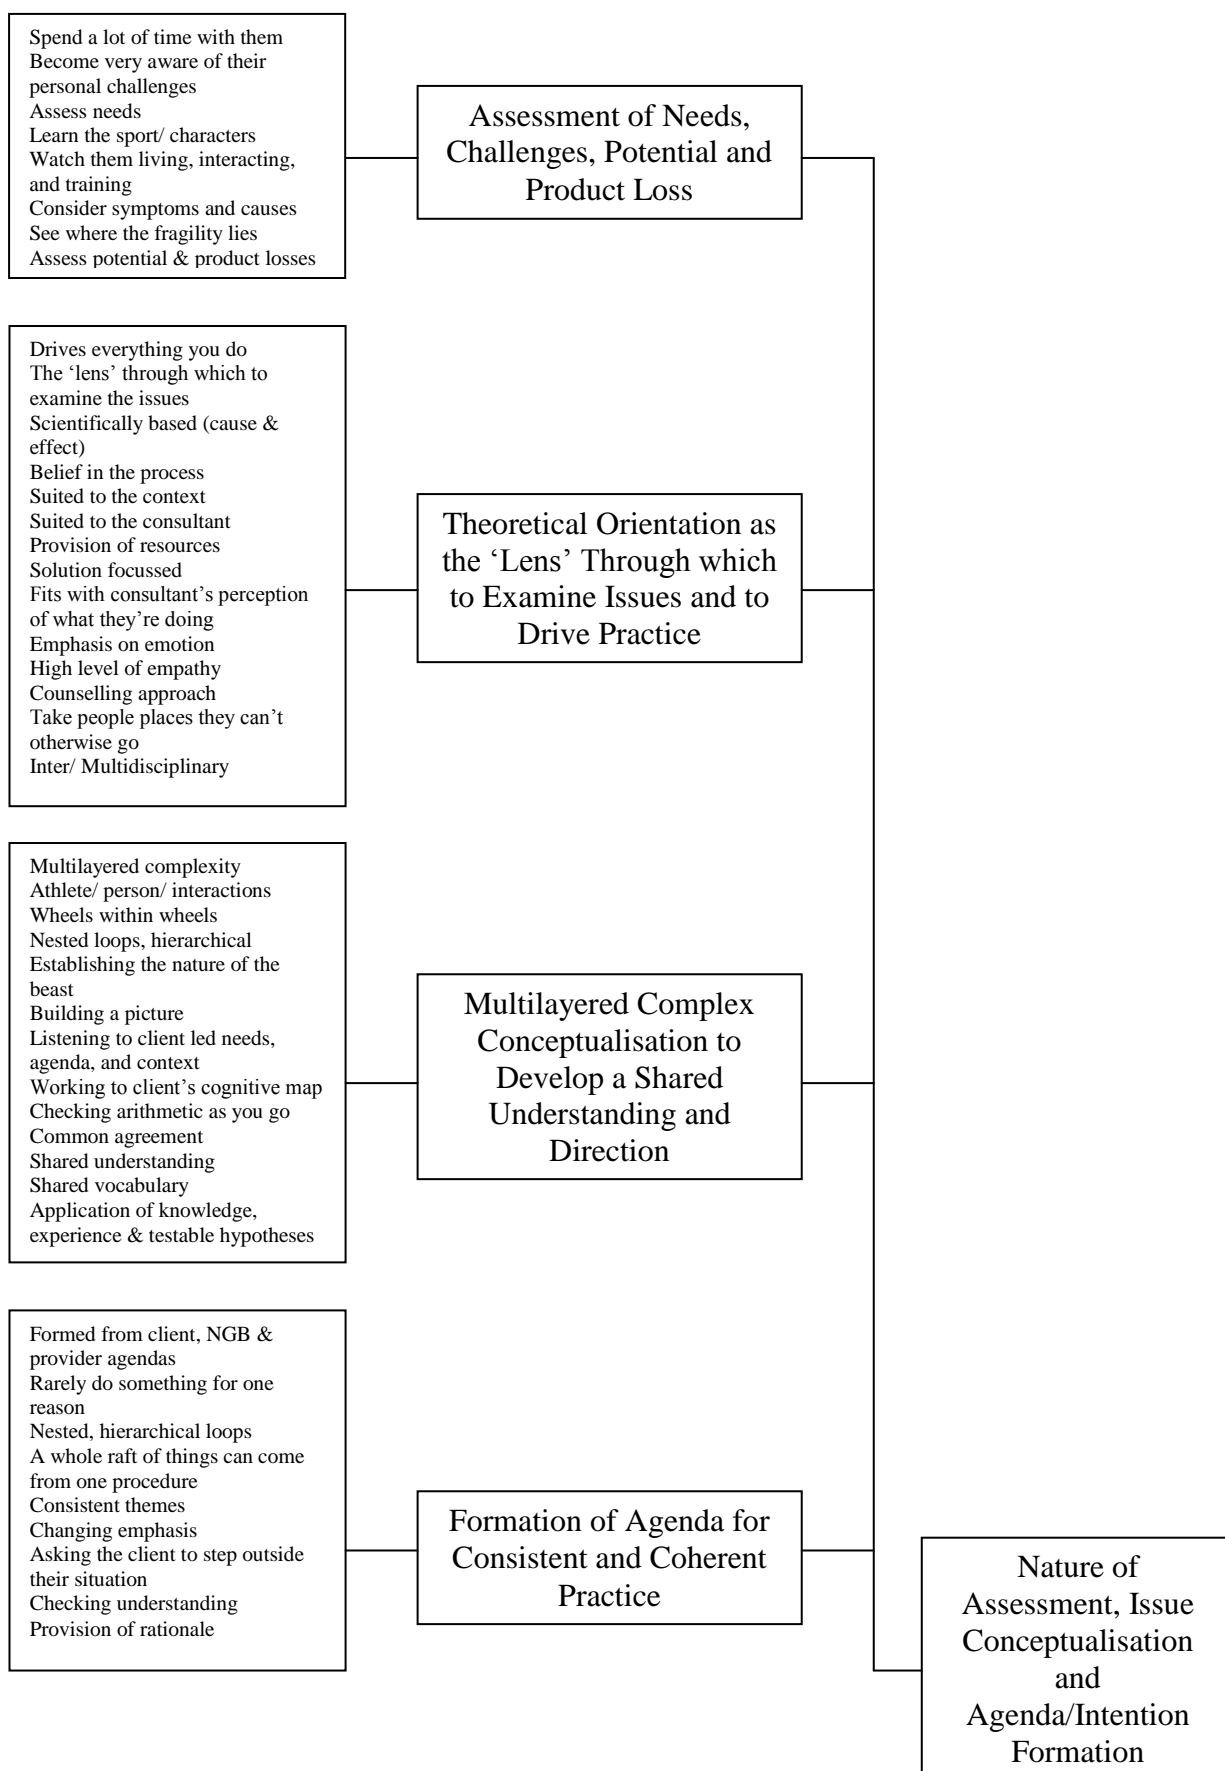 Spend a lot of time with them
Become very aware of their
personal challenges
Assess needs
Learn the sport/ characters
Watch them living, interacting,
and training
Consider symptoms and causes
See where the fragility lies
Assess potential & product losses
Assessment of Needs,
Challenges, Potential and
Product Loss
Drives everything you do
The ‘lens’ through which to
examine the issues
Scientifically based (cause &
effect)
Belief in the process
Suited to the context
Suited to the consultant
Provision of resources
Solution focussed
Fits with consultant’s perception
of what they’re doing
Emphasis on emotion
High level of empathy
Counselling approach
Take people places they can’t
otherwise go
Inter/ Multidisciplinary
Theoretical Orientation as
the ‘Lens’ Through which
to Examine Issues and to
Drive Practice
Multilayered complexity
Athlete/ person/ interactions
Wheels within wheels
Nested loops, hierarchical
Establishing the nature of the
beast
Building a picture
Listening to client led needs,
agenda, and context
Working to client’s cognitive map
Checking arithmetic as you go
Common agreement
Shared understanding
Shared vocabulary
Application of knowledge,
experience & testable hypotheses
Multilayered Complex
Conceptualisation to
Develop a Shared
Understanding and
Direction
Formed from client, NGB &
provider agendas
Rarely do something for one
reason
Nested, hierarchical loops
A whole raft of things can come
from one procedure
Consistent themes
Changing emphasis
Asking the client to step outside
their situation
Checking understanding
Provision of rationale
Formation of Agenda for
Consistent and Coherent
Practice
Nature of
Assessment, Issue
Conceptualisation
and
Agenda/Intention
Formation